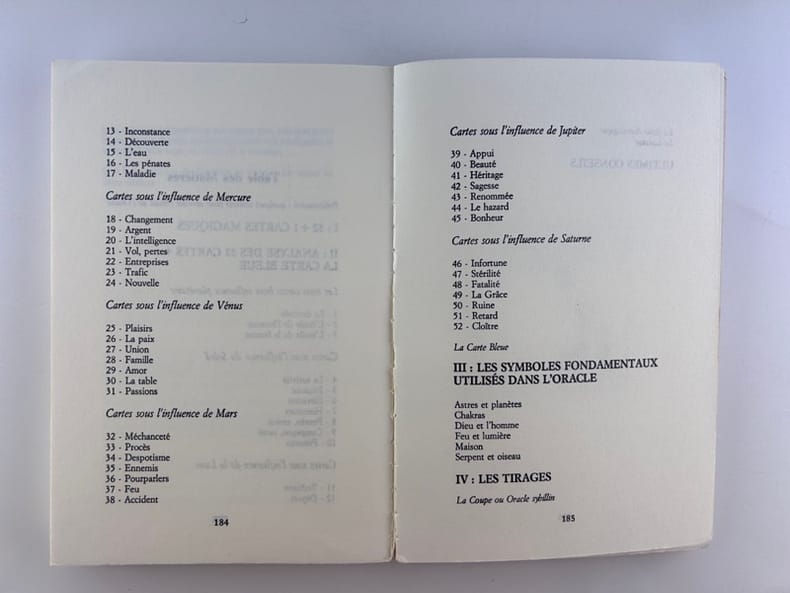 13 - Inconstance
14 - Découverte
15 - L'eau
16 - Les pénates
17 - Maladie
Cartes sous l'influence de Mercure
18 - Changement
19 - Argent
20 - L'intelligence
21 - Vol, pertes
22 - Entreprises
23 - Trafic
24 - Nouvelle
Cartes sous l'influence de Vénus
25 - Plaisirs
26 - La paix
27 - Union
28 - Famille
29 - Amor
30 - La table
31 - Passions
Cartes sous l'influence de Mars
32 - Méchanceté
33 - Procès
34 - Despotisme
35 - Ennemis
36 - Pourparlers
37 - Feu
38 - Accident
184
Cartes sous l'influence de Jupiter
39 - Appui
40 - Beauté
41 - Héritage
42 - Sagesse
43 - Renommée
44 - Le hazard
45 - Bonheur
Cartes sous l'influence de Saturne
46 - Infortune
47 - Stérilité
48 - Fatalité
49 - La Grâce
50 - Ruine
51 - Retard
52 - Cloître
La Carte Bleue
III : LES SYMBOLES FONDAMENTAUX
UTILISÉS DANS L'ORACLE
Astres et planètes
Chakras
Dieu et l'homme
Feu et lumière
Maison
Serpent et oiseau
IV : LES TIRAGES
La Coupe ou Oracle sybillin
185